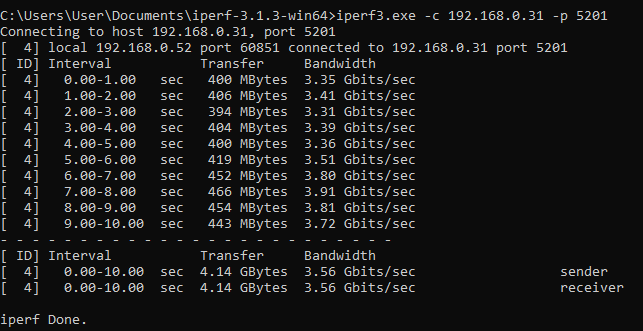 C:\Users\User\Documents\iperf-3.1.3-win64>iperf3.exe -c 192.168.0.31 -p 5201
Connecting to host 192.168.0.31, port 5201
[  4] local 192.168.0.52 port 60851 connected to 192.168.0.31 port 5201
[ ID] Interval           Transfer     Bandwidth
[  4]   0.00-1.00   sec   400 MBytes  3.35 Gbits/sec
[  4]   1.00-2.00   sec   406 MBytes  3.41 Gbits/sec
[  4]   2.00-3.00   sec   394 MBytes  3.31 Gbits/sec
[  4]   3.00-4.00   sec   404 MBytes  3.39 Gbits/sec
[  4]   4.00-5.00   sec   400 MBytes  3.36 Gbits/sec
[  4]   5.00-6.00   sec   419 MBytes  3.51 Gbits/sec
[  4]   6.00-7.00   sec   452 MBytes  3.80 Gbits/sec
[  4]   7.00-8.00   sec   466 MBytes  3.91 Gbits/sec
[  4]   8.00-9.00   sec   454 MBytes  3.81 Gbits/sec
[  4]   9.00-10.00  sec   443 MBytes  3.72 Gbits/sec
- - - - - - - - - - - - - - - - - - - - - - - - -
[ ID] Interval           Transfer     Bandwidth
[  4]   0.00-10.00  sec  4.14 GBytes  3.56 Gbits/sec                  sender
[  4]   0.00-10.00  sec  4.14 GBytes  3.56 Gbits/sec                  receiver
iperf Done.